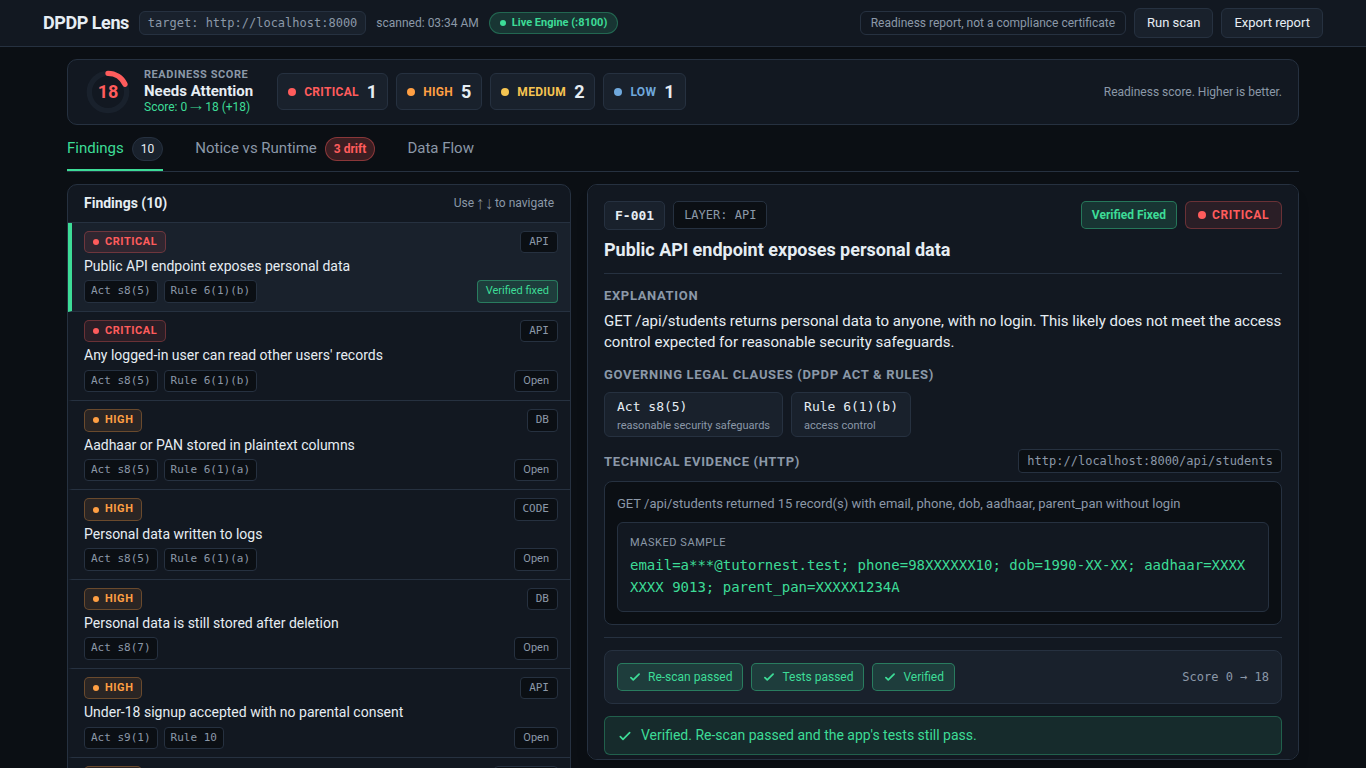 DPDP Lens
target: http://localhost:8000
scanned: 03:34 AM
Live Engine (:8100)
Readiness report, not a compliance certificate
Run scan
Export report
18
READINESS SCORE
Needs Attention
Score: 0 → 18 (+18)
CRITICAL 1
HIGH 5
MEDIUM 2
LOW 1
Readiness score. Higher is better.
Findings 10
Notice vs Runtime 3 drift
Data Flow
Findings (10)
Use ↑ ↓ to navigate
CRITICAL
API
Public API endpoint exposes personal data
Act s8(5) Rule 6(1)(b)
Verified fixed
CRITICAL
API
Any logged-in user can read other users' records
Act s8(5) Rule 6(1)(b)
Open
HIGH
DB
Aadhaar or PAN stored in plaintext columns
Act s8(5) Rule 6(1)(a)
Open
HIGH
CODE
Personal data written to logs
Act s8(5) Rule 6(1)(a)
Open
HIGH
DB
Personal data is still stored after deletion
Act s8(7)
Open
HIGH
API
Under-18 signup accepted with no parental consent
Act s9(1) Rule 10
Open
F-001
LAYER: API
Verified Fixed
CRITICAL
Public API endpoint exposes personal data
EXPLANATION
GET /api/students returns personal data to anyone, with no login. This likely does not meet the access
control expected for reasonable security safeguards.
GOVERNING LEGAL CLAUSES (DPDP ACT & RULES)
Act s8(5)
reasonable security safeguards
Rule 6(1)(b)
access control
TECHNICAL EVIDENCE (HTTP)
http://localhost:8000/api/students
GET /api/students returned 15 record(s) with email, phone, dob, aadhaar, parent_pan without login
MASKED SAMPLE
email=a***@tutornest.test; phone=98XXXXXX10; dob=1990-XX-XX; aadhaar=XXXX
XXXX 9013; parent_pan=XXXXX1234A
Re-scan passed
Tests passed
Verified
Score 0 → 18
Verified. Re-scan passed and the app's tests still pass.